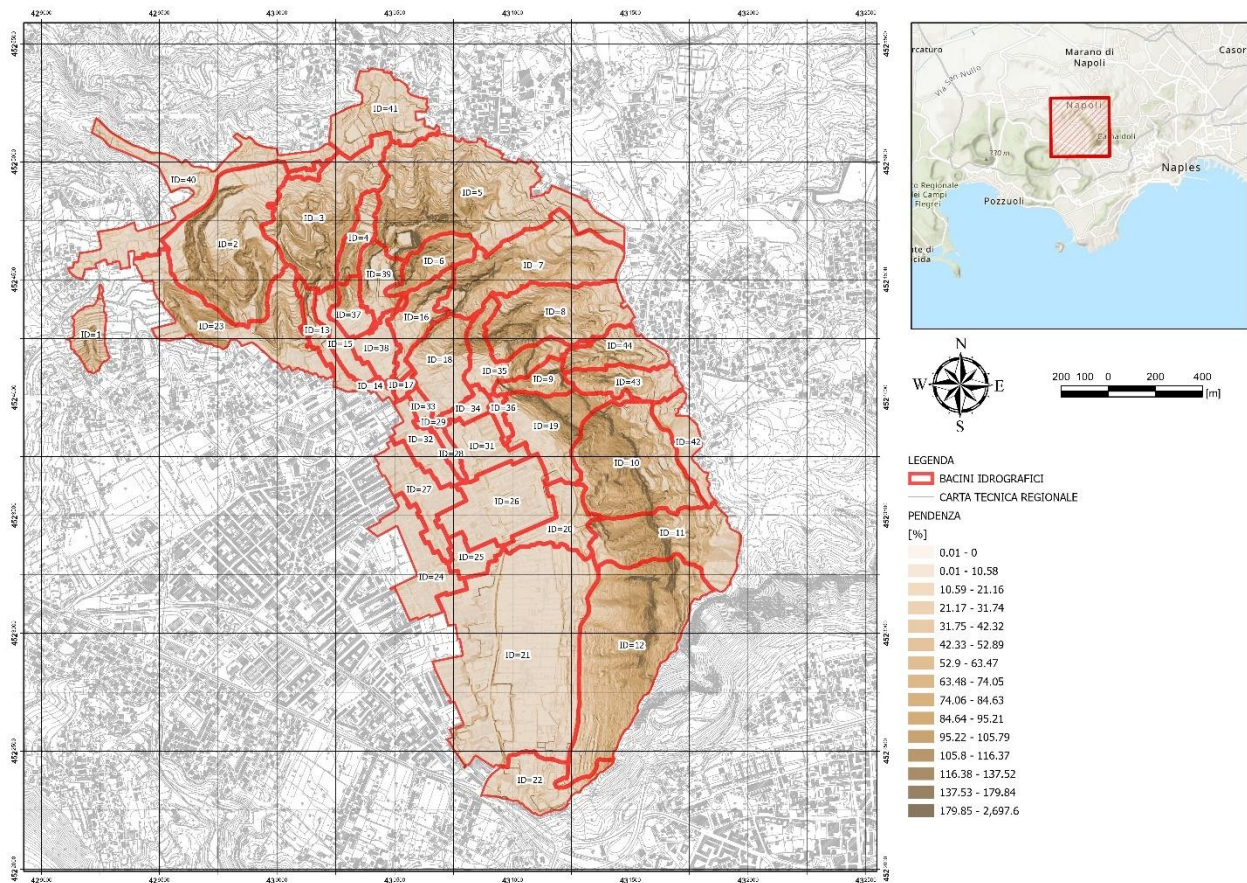 ID=41
ID=40
ID=5
ID=3
ID=2
ID=4
ID=6
ID=7
ID=39
ID=8
ID=37
ID=16
ID=23
ID=13
ID=1
ID=15
ID=38
ID=44
ID=18
ID=35
ID=9
ID=43
ID=14
ID=17
ID=33
ID=34
ID=36
ID=29
ID=19
ID=42
ID=32
ID=31
ID=28
ID=10
ID=27
ID=26
ID=20
ID=11
ID=25
ID=24
ID=12
ID=21
ID=22
Marano di
Napoli
Via San Nullo
Napoli
Camaldoli
Naples
Pozzuoli
Regionale
Flegrei
N
W
E
S
200 100 0 200 400
[m]
LEGENDA
BACINI IDROGRAFICI
CARTA TECNICA REGIONALE
PENDENZA
[%]
0.01 - 0
0.01 - 10.58
10.59 - 21.16
21.17 - 31.74
31.75 - 42.32
42.33 - 52.89
52.9 - 63.47
63.48 - 74.05
74.06 - 84.63
84.64 - 95.21
95.22 - 105.79
105.8 - 116.37
116.38 - 137.52
137.53 - 179.84
179.85 - 2,697.6